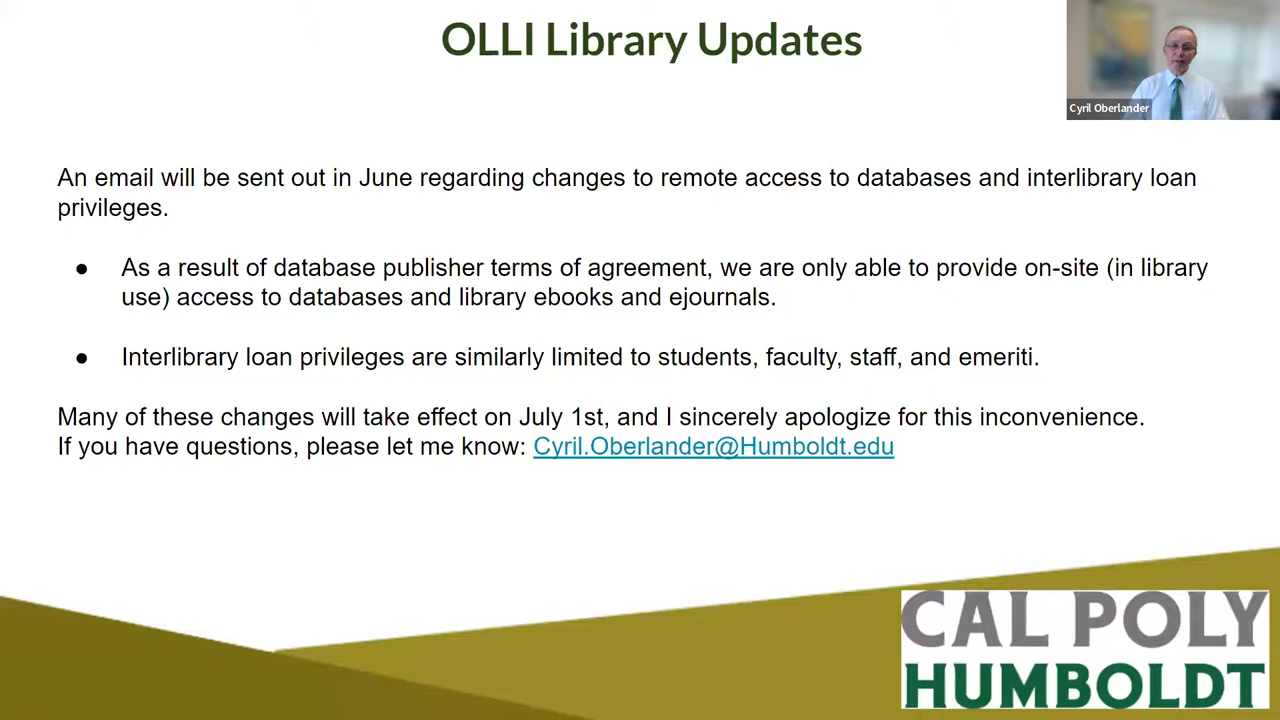 OLLI Library Updates
Cyril Oberlander
An email will be sent out in June regarding changes to remote access to databases and interlibrary loan
privileges.
● As a result of database publisher terms of agreement, we are only able to provide on-site (in library
use) access to databases and library ebooks and ejournals.
● Interlibrary loan privileges are similarly limited to students, faculty, staff, and emeriti.
Many of these changes will take effect on July 1st, and I sincerely apologize for this inconvenience.
If you have questions, please let me know: Cyril.Oberlander@Humboldt.edu
CAL POLY
HUMBOLDT